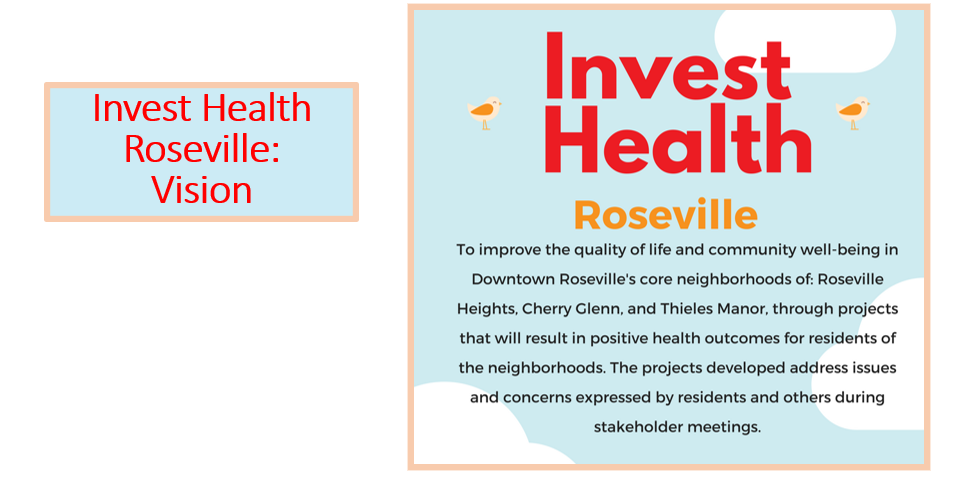 Invest Health
Roseville:
Vision
Invest
Health
Roseville
To improve the quality of life and community well-being in
Downtown Roseville's core neighborhoods of: Roseville
Heights, Cherry Glenn, and Thieles Manor, through projects
that will result in positive health outcomes for residents of
the neighborhoods. The projects developed address issues
and concerns expressed by residents and others during
stakeholder meetings.